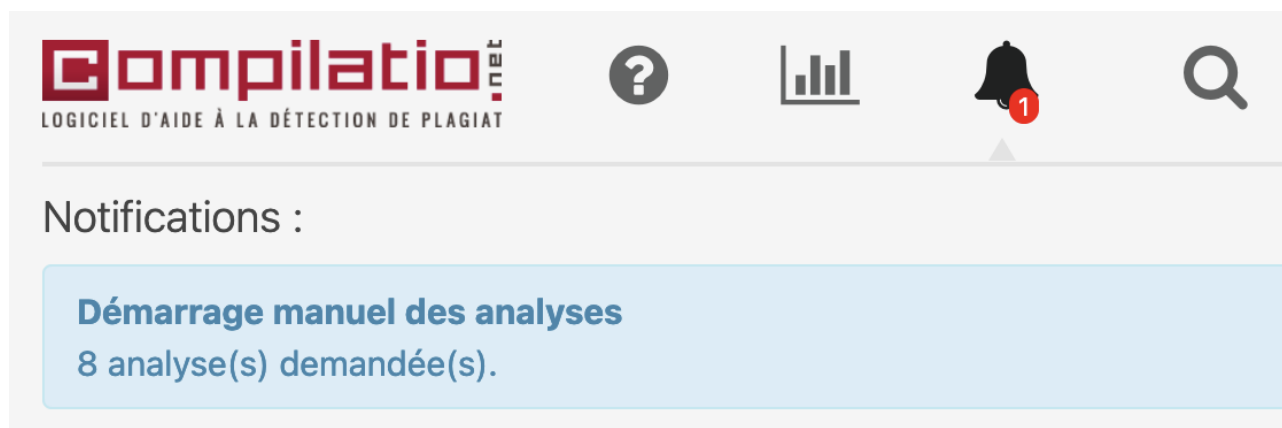 Compilatio.net
LOGICIEL D'AIDE À LA DÉTECTION DE PLAGIAT
?
1
Notifications :
Démarrage manuel des analyses
8 analyse(s) demandée(s).